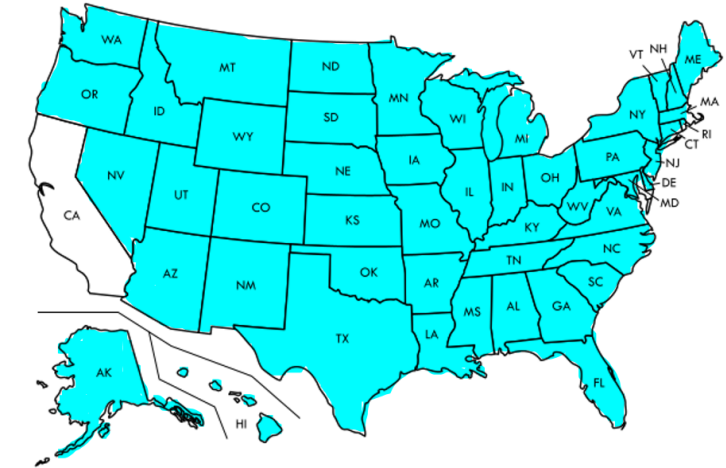 WA
OR
ID
MT
ND
SD
MN
WY
NE
IA
WI
Mi
NV
UT
CO
KS
CA
AZ
NM
OK
TX
MO
AR
LA
IL
IN
OH
KY
TN
MS
AL
GA
FL
SC
NC
VA
WV
PA
NY
VT
NH
ME
MA
RI
CT
NJ
DE
MD
AK
HI